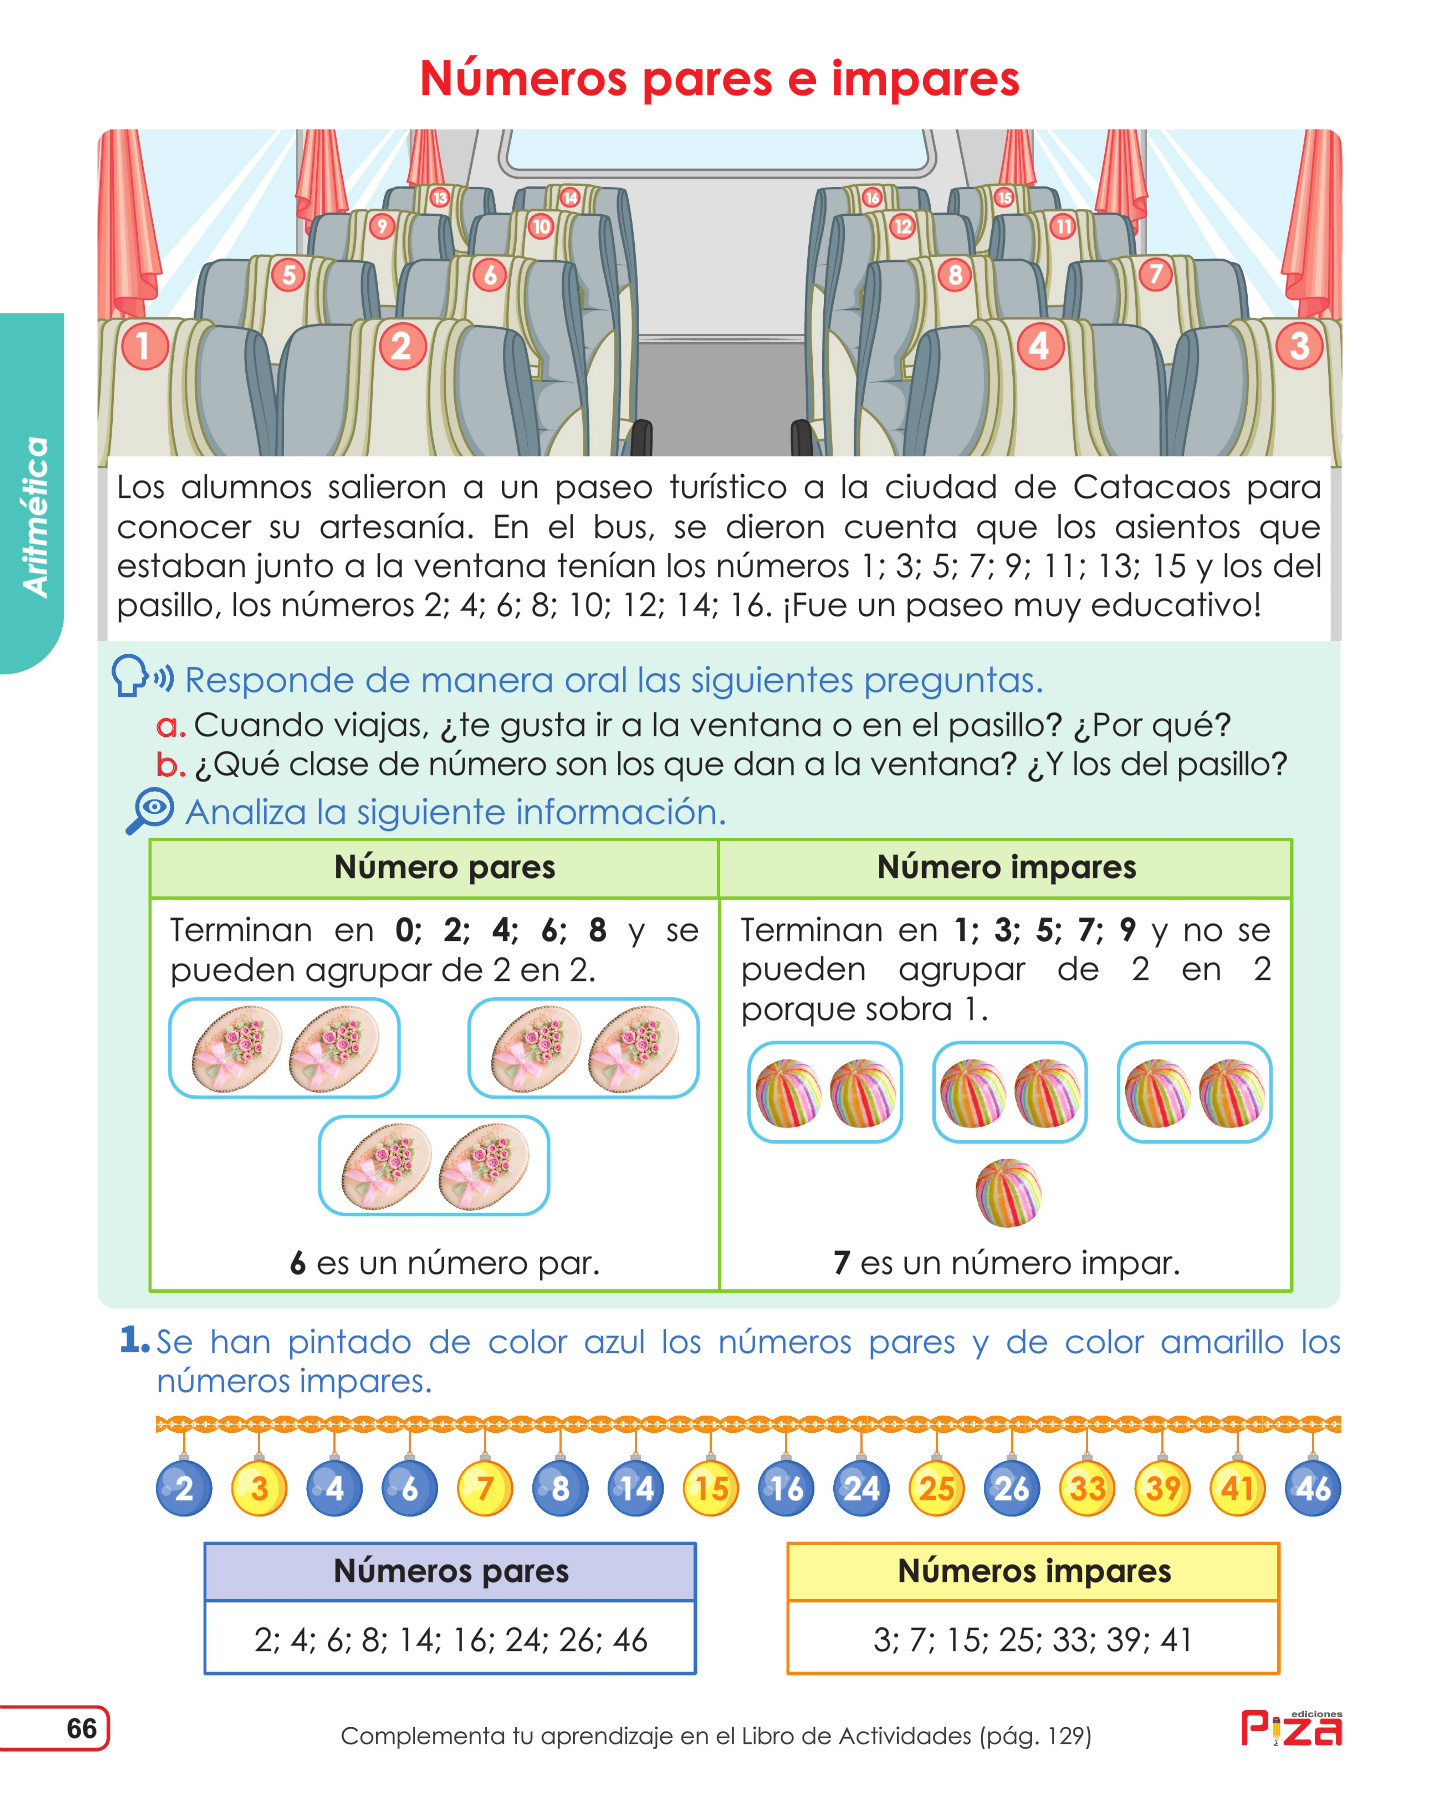 Números pares e impares
13 14 16 15
9 10 12 11
5 6 8 7
1 2 4 3
Aritmética
Los alumnos salieron a un paseo turístico a la ciudad de Catacaos para
conocer su artesanía. En el bus, se dieron cuenta que los asientos que
estaban junto a la ventana tenían los números 1; 3; 5; 7; 9; 11; 13; 15 y los del
pasillo, los números 2; 4; 6; 8; 10; 12; 14; 16. ¡Fue un paseo muy educativo!
Responde de manera oral las siguientes preguntas.
a. Cuando viajas, ¿te gusta ir a la ventana o en el pasillo? ¿Por qué?
b. ¿Qué clase de número son los que dan a la ventana? ¿Y los del pasillo?
Analiza la siguiente información.
Número pares
Terminan en 0; 2; 4; 6; 8 y se
pueden agrupar de 2 en 2.
6 es un número par.
Número impares
Terminan en 1; 3; 5; 7; 9 y no se
pueden agrupar de 2 en 2
porque sobra 1.
7 es un número impar.
1. Se han pintado de color azul los números pares y de color amarillo los
números impares.
2 3 4 6 7 8 14 15 16 24 25 26 33 39 41 46
Números pares
2; 4; 6; 8; 14; 16; 24; 26; 46
Números impares
3; 7; 15; 25; 33; 39; 41
66
Complementa tu aprendizaje en el Libro de Actividades (pág. 129)
ediciones
Piza